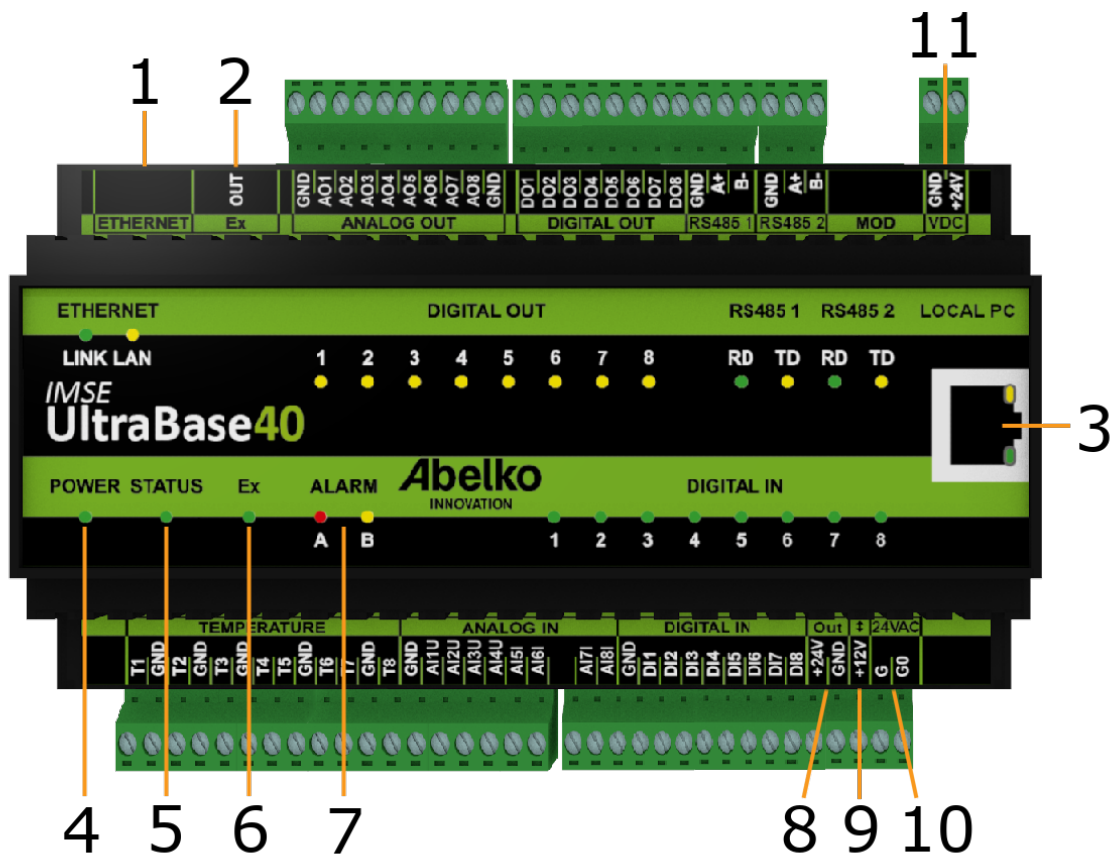 11
1 2
GND AO1 AO2 AO3 AO4 AO5 AO6 AO7 AO8 GND
DO1 DO2 DO3 DO4 DO5 DO6 DO7 DO8 GND A+ B- GND A+ B-
GND +24V
OUT
ETHERNET Ex ANALOG OUT DIGITAL OUT RS485 1 RS485 2 MOD VDC
ETHERNET DIGITAL OUT RS485 1 RS485 2 LOCAL PC
LINK LAN 1 2 3 4 5 6 7 8 RD TD RD TD
IMSE
UltraBase40
3
POWER STATUS Ex ALARM Abelko DIGITAL IN
INNOVATION
A B 1 2 3 4 5 6 7 8
TEMPERATURE ANALOG IN DIGITAL IN Out ↕ 24VAC
T1 GND T2 GND T3 GND T4 T5 GND T6 T7 GND T8 GND AI1U AI2U AI3U AI4U AI5I AI6I AI7I AI8I GND DI1 DI2 DI3 DI4 DI5 DI6 DI7 DI8 +24V GND +12V G G0
4 5 6 7 8 9 10